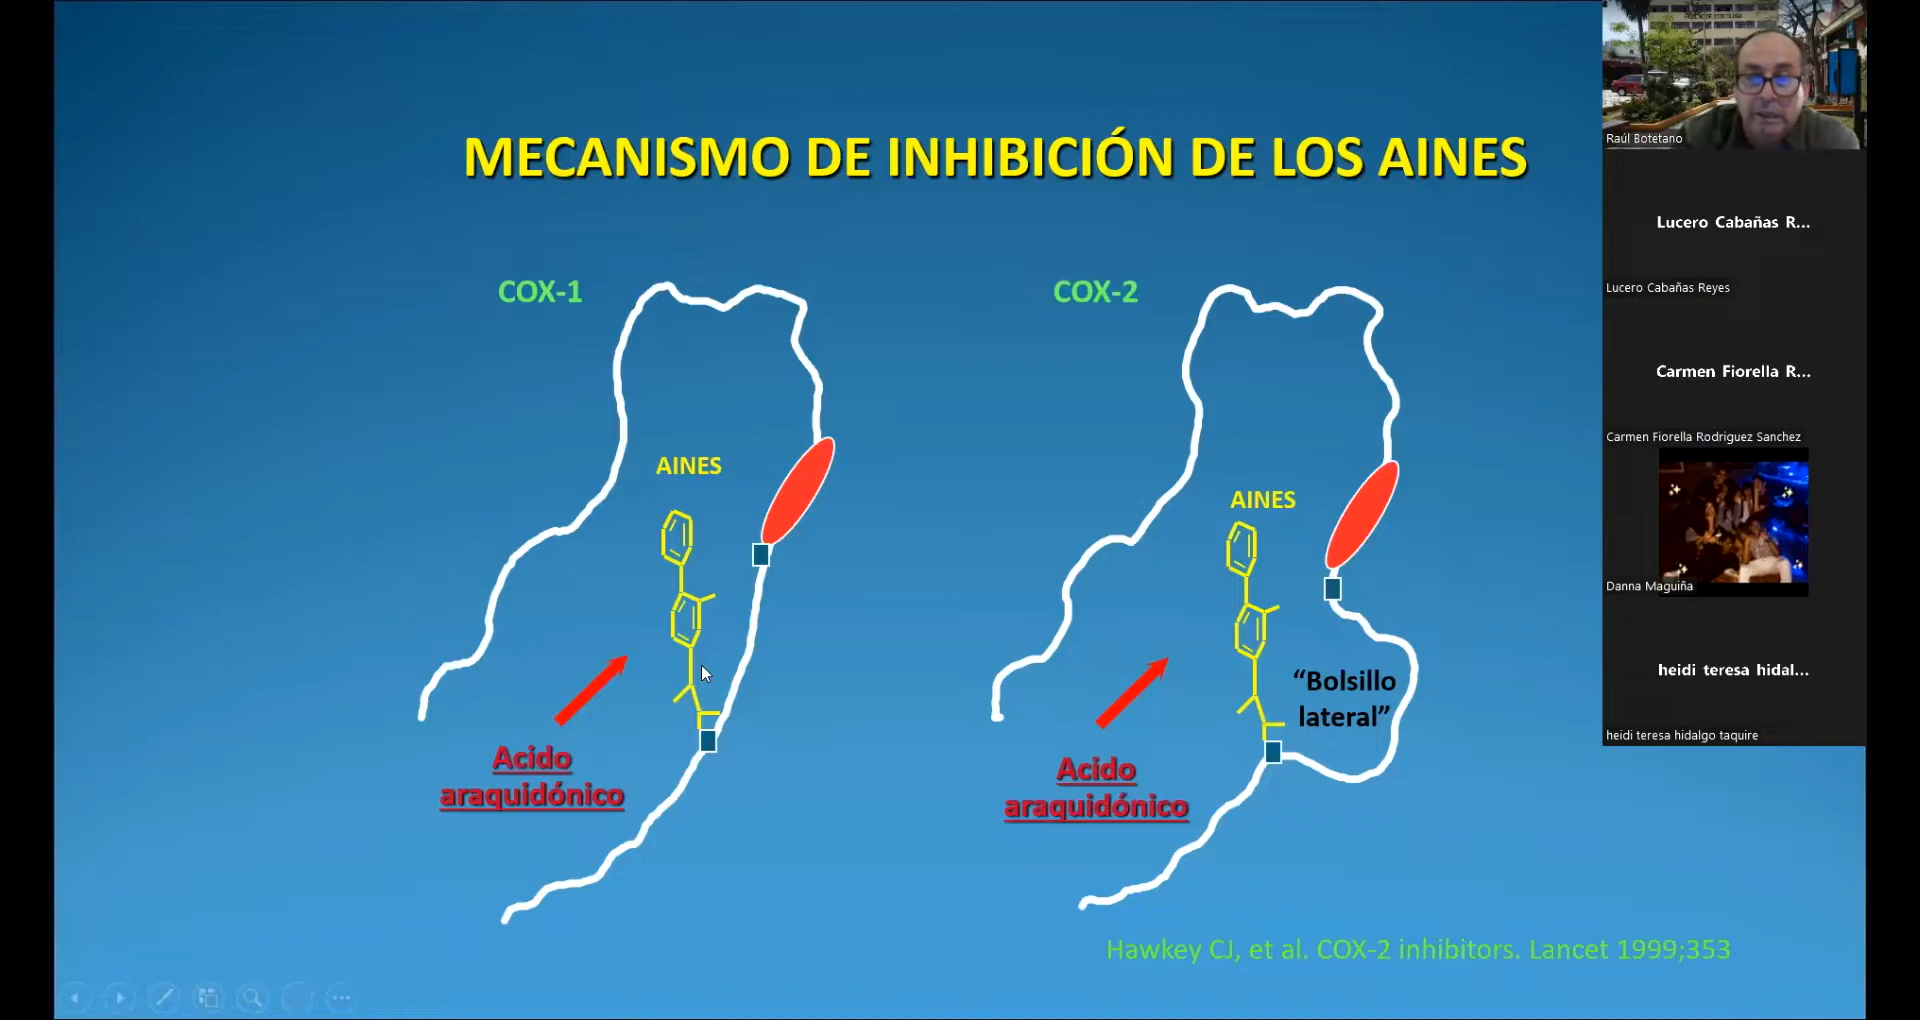 MECANISMO DE INHIBICIÓN DE LOS AINES
COX-1
COX-2
AINES
AINES
“Bolsillo
lateral”
Acido
araquidónico
Acido
araquidónico
Hawkey CJ, et al. COX-2 inhibitors. Lancet 1999;353
Raúl Botetano
Lucero Cabañas R...
Lucero Cabañas Reyes
Carmen Fiorella R...
Carmen Fiorella Rodriguez Sanchez
Danna Maguiña
heidi teresa hidal...
heidi teresa hidalgo taquire